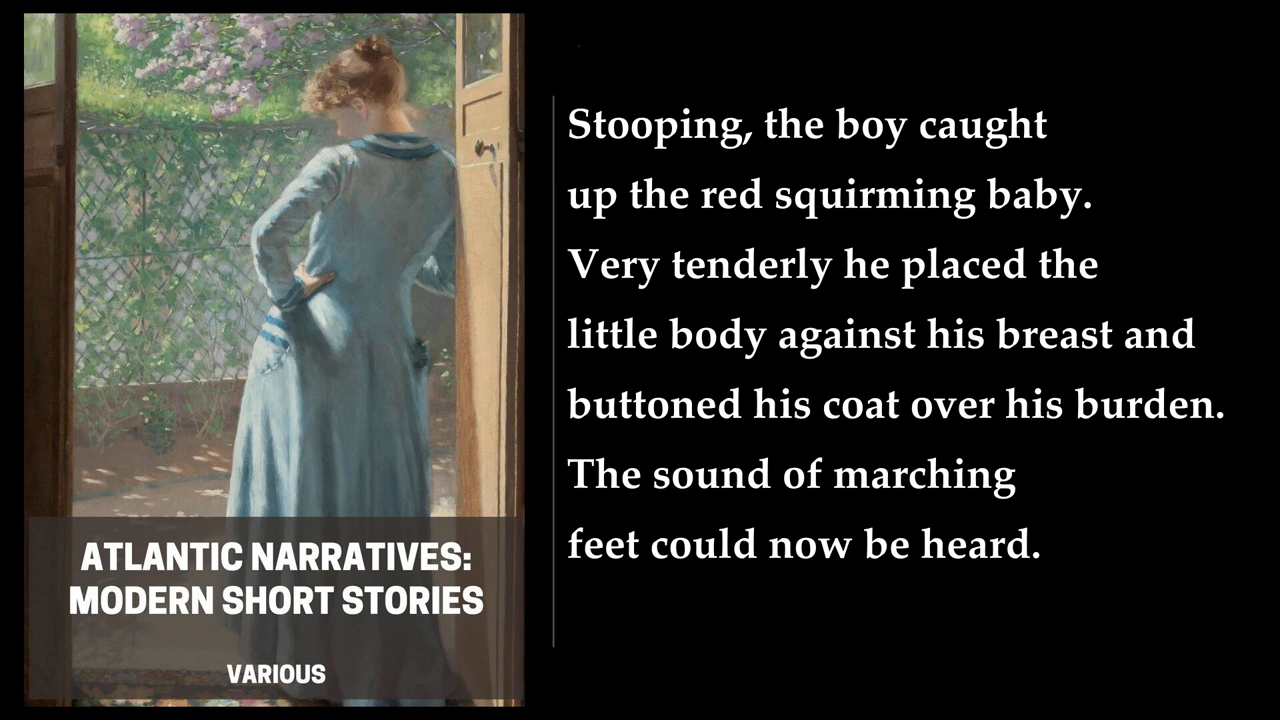 ATLANTIC NARRATIVES:
MODERN SHORT STORIES
VARIOUS
Stooping, the boy caught
up the red squirming baby.
Very tenderly he placed the
little body against his breast and
buttoned his coat over his burden.
The sound of marching
feet could now be heard.